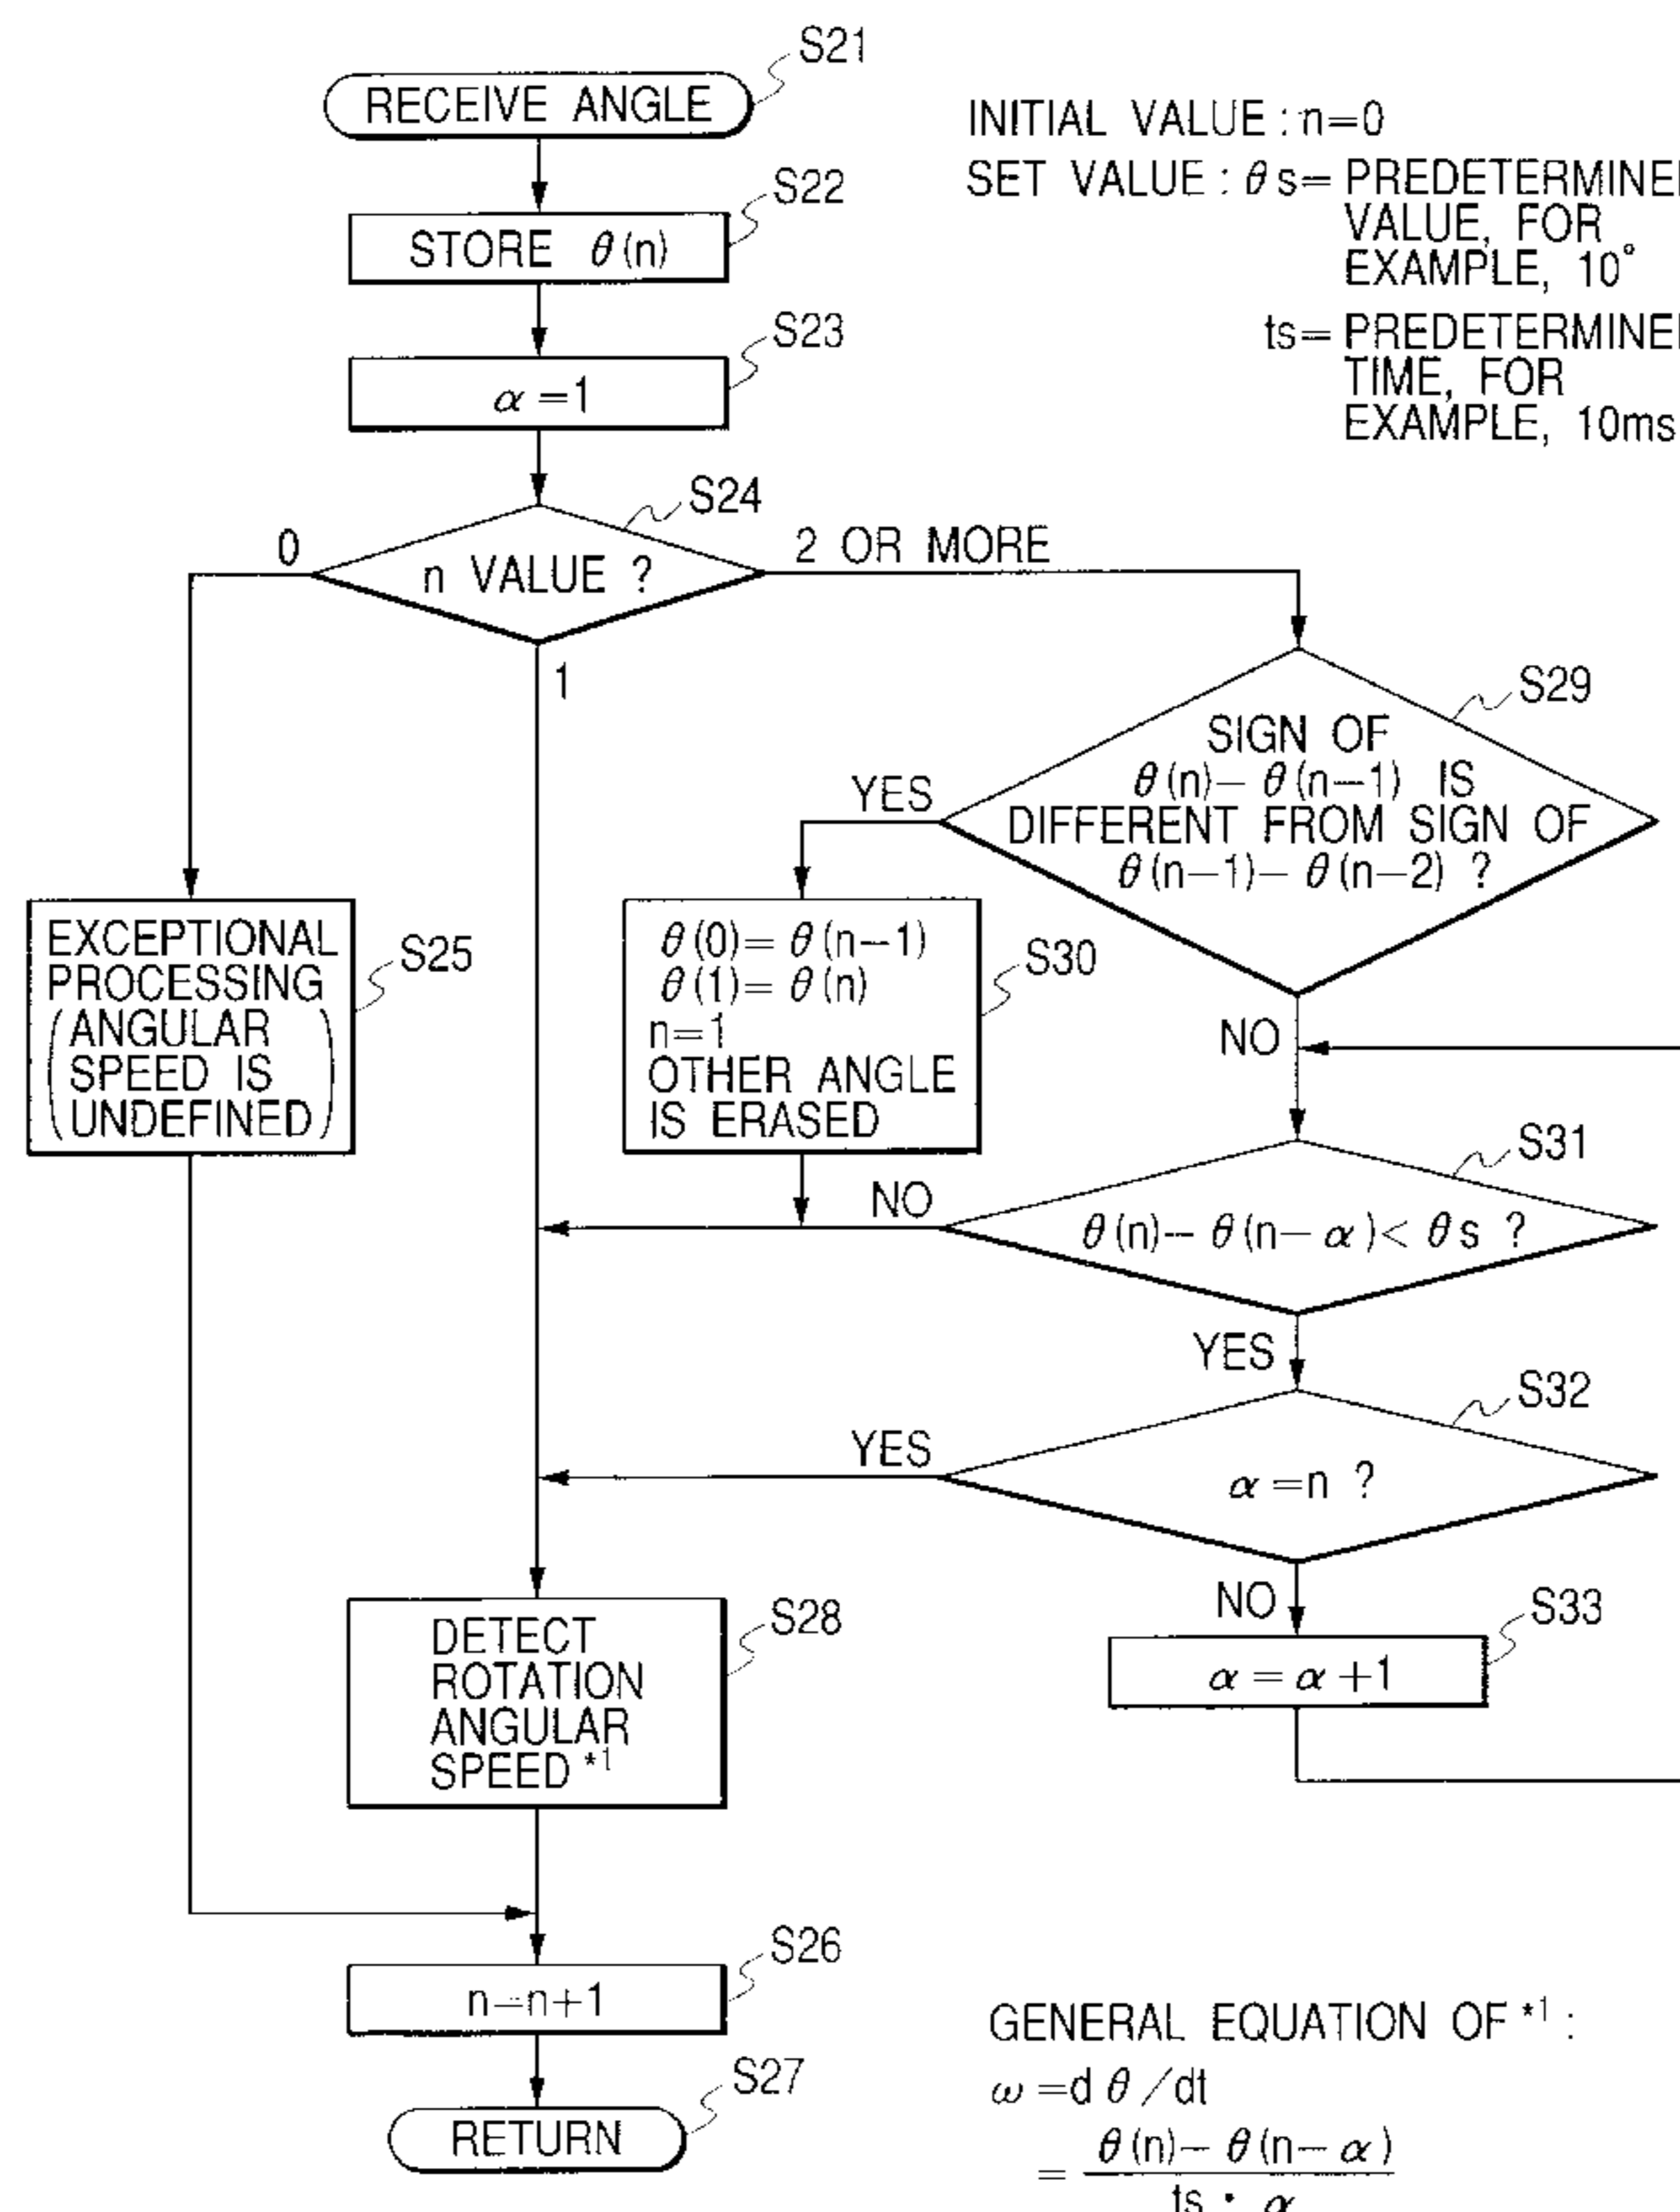 S21
RECEIVE ANGLE
INITIAL VALUE : n=0
SET VALUE : θs= PREDETERMINE
VALUE, FOR
EXAMPLE, 10°
ts= PREDETERMINE
TIME, FOR
EXAMPLE, 10ms
S22
STORE θ(n)
S23
α=1
S24
0
n VALUE ?
2 OR MORE
1
S29
SIGN OF
θ(n)− θ(n−1) IS
DIFFERENT FROM SIGN OF
θ(n−1)− θ(n−2) ?
YES
NO
S25
EXCEPTIONAL
PROCESSING
(ANGULAR
SPEED IS
UNDEFINED)
S30
θ(0)= θ(n−1)
θ(1)= θ(n)
n=1
OTHER ANGLE
IS ERASED
S31
NO
θ(n)− θ(n−α)< θs ?
YES
S32
YES
α=n ?
NO
S33
α=α+1
S28
DETECT
ROTATION
ANGULAR
SPEED *1
S26
n=n+1
S27
RETURN
GENERAL EQUATION OF *1 :
ω=d θ/dt
= θ(n)− θ(n−α)
ts · α